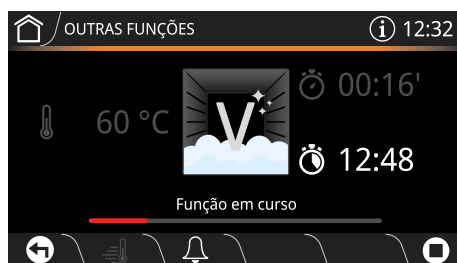 OUTRAS FUNÇÕES
i 12:32
60 °C
V
00:16'
12:48
Função em curso